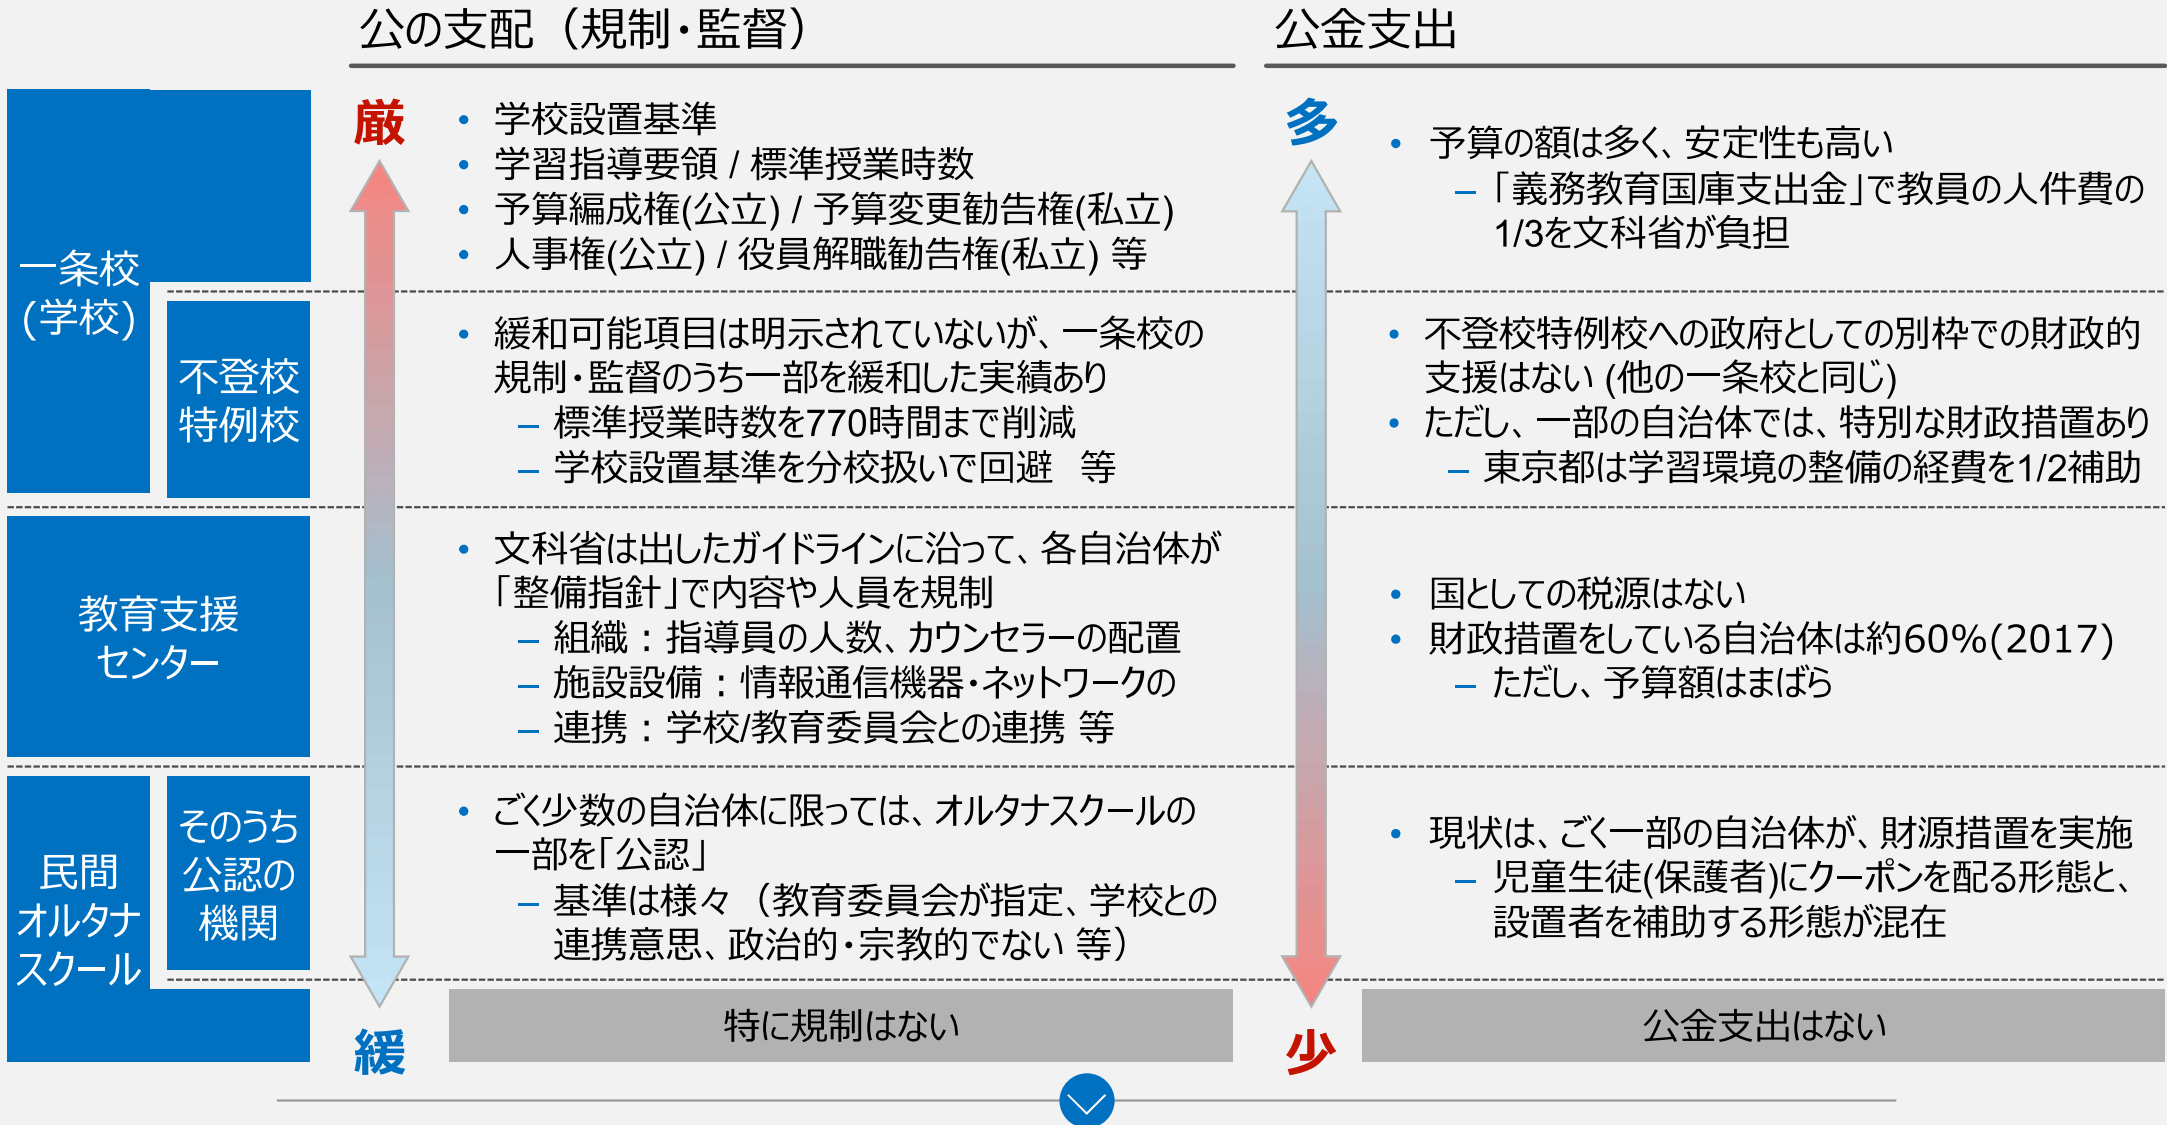 公の支配（規制・監督）
公金支出
一条校
(学校)
厳
• 学校設置基準
• 学習指導要領 / 標準授業時数
• 予算編成権(公立) / 予算変更勧告権(私立)
• 人事権(公立) / 役員解職勧告権(私立) 等
多
• 予算の額は多く、安定性も高い
– 「義務教育国庫支出金」で教員の人件費の
1/3を文科省が負担
不登校
特例校
• 緩和可能項目は明示されていないが、一条校の
規制・監督のうち一部を緩和した実績あり
– 標準授業時数を770時間まで削減
– 学校設置基準を分校扱いで回避　等
• 不登校特例校への政府としての別枠での財政的
支援はない (他の一条校と同じ)
• ただし、一部の自治体では、特別な財政措置あり
– 東京都は学習環境の整備の経費を1/2補助
教育支援
センター
• 文科省は出したガイドラインに沿って、各自治体が
「整備指針」で内容や人員を規制
– 組織：指導員の人数、カウンセラーの配置
– 施設設備：情報通信機器・ネットワークの
– 連携：学校/教育委員会との連携 等
• 国としての税源はない
• 財政措置をしている自治体は約60%(2017)
– ただし、予算額はまばら
民間
オルタナ
スクール
そのうち
公認の
機関
• ごく少数の自治体に限っては、オルタナスクールの
一部を「公認」
– 基準は様々（教育委員会が指定、学校との
連携意思、政治的・宗教的でない 等）
• 現状は、ごく一部の自治体が、財源措置を実施
– 児童生徒(保護者)にクーポンを配る形態と、
設置者を補助する形態が混在
緩
特に規制はない
少
公金支出はない